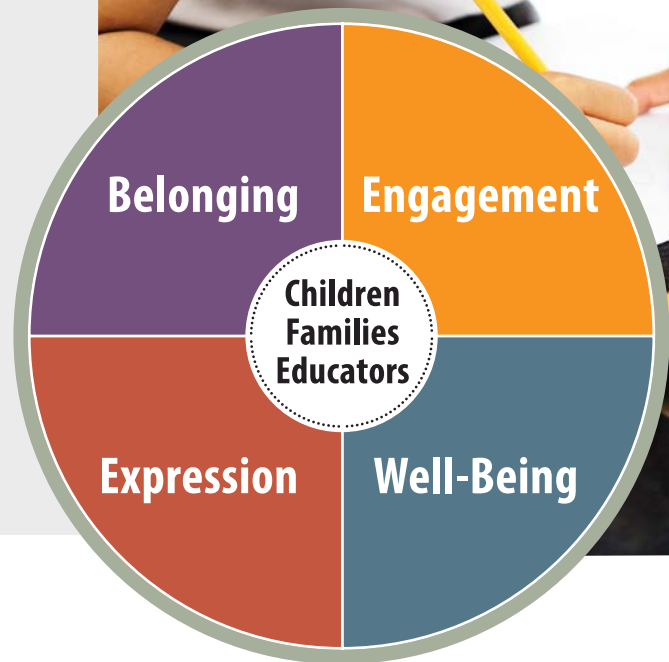 Belonging
Engagement
Children
Families
Educators
Expression
Well-Being